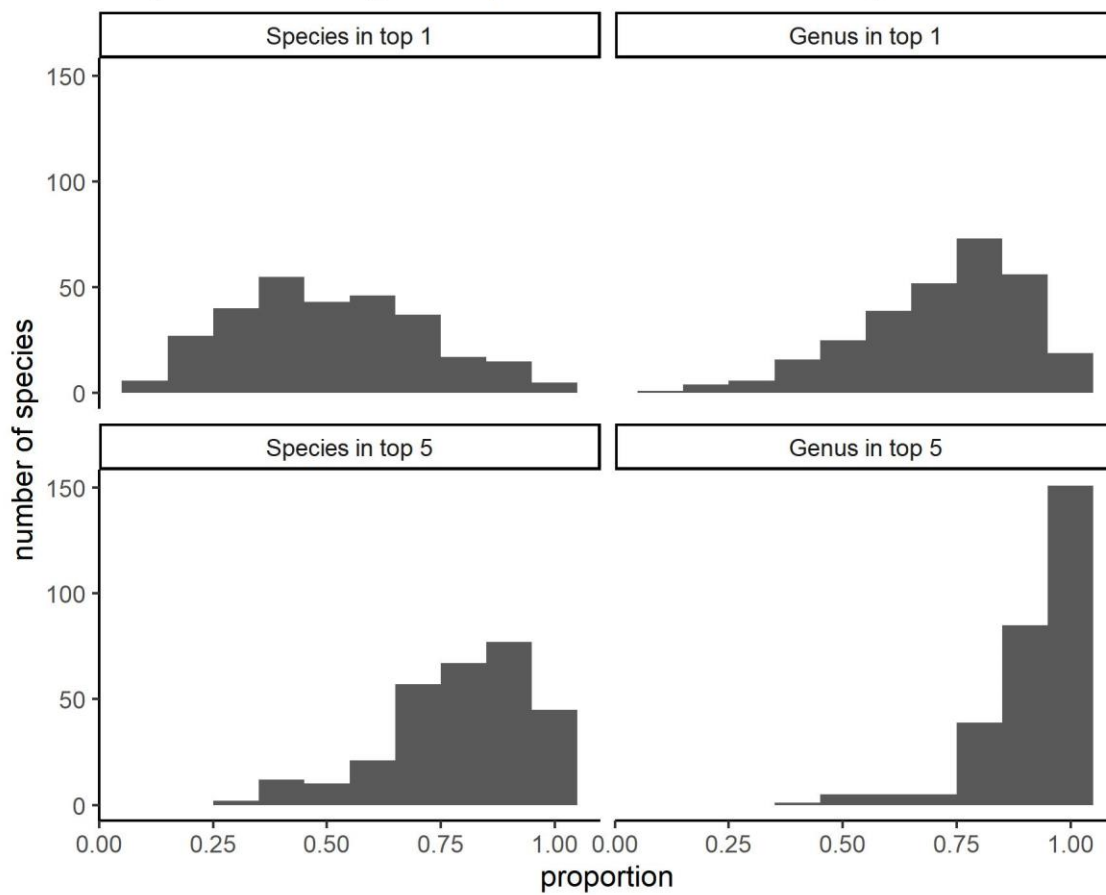 Species in top 1
Genus in top 1
150
100
50
0
number of species
Species in top 5
Genus in top 5
150
100
50
0
0.00 0.25 0.50 0.75 1.00 0.00 0.25 0.50 0.75 1.00
proportion